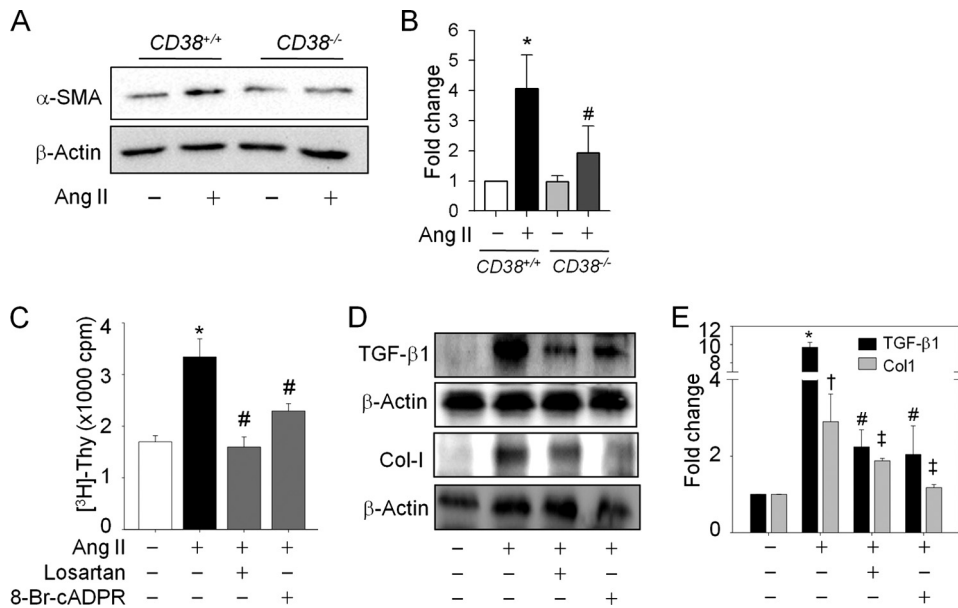 A
CD38+/+ CD38-/-
α-SMA
β-Actin
Ang II – + – +
B
Fold change
6
5
4
3
2
1
0
*
#
Ang II – + – +
CD38+/+ CD38-/-
C
[³H]-Thy (x1000 cpm)
4
3
2
1
0
*
#
#
Ang II – + + +
Losartan – – + –
8-Br-cADPR – – – +
D
TGF-β1
β-Actin
Col-I
β-Actin
– + + +
– – + –
– – – +
E
Fold change
12
10
8
4
2
0
TGF-β1
Col1
*
†
#
‡
#
‡
– + + +
– – + –
– – – +